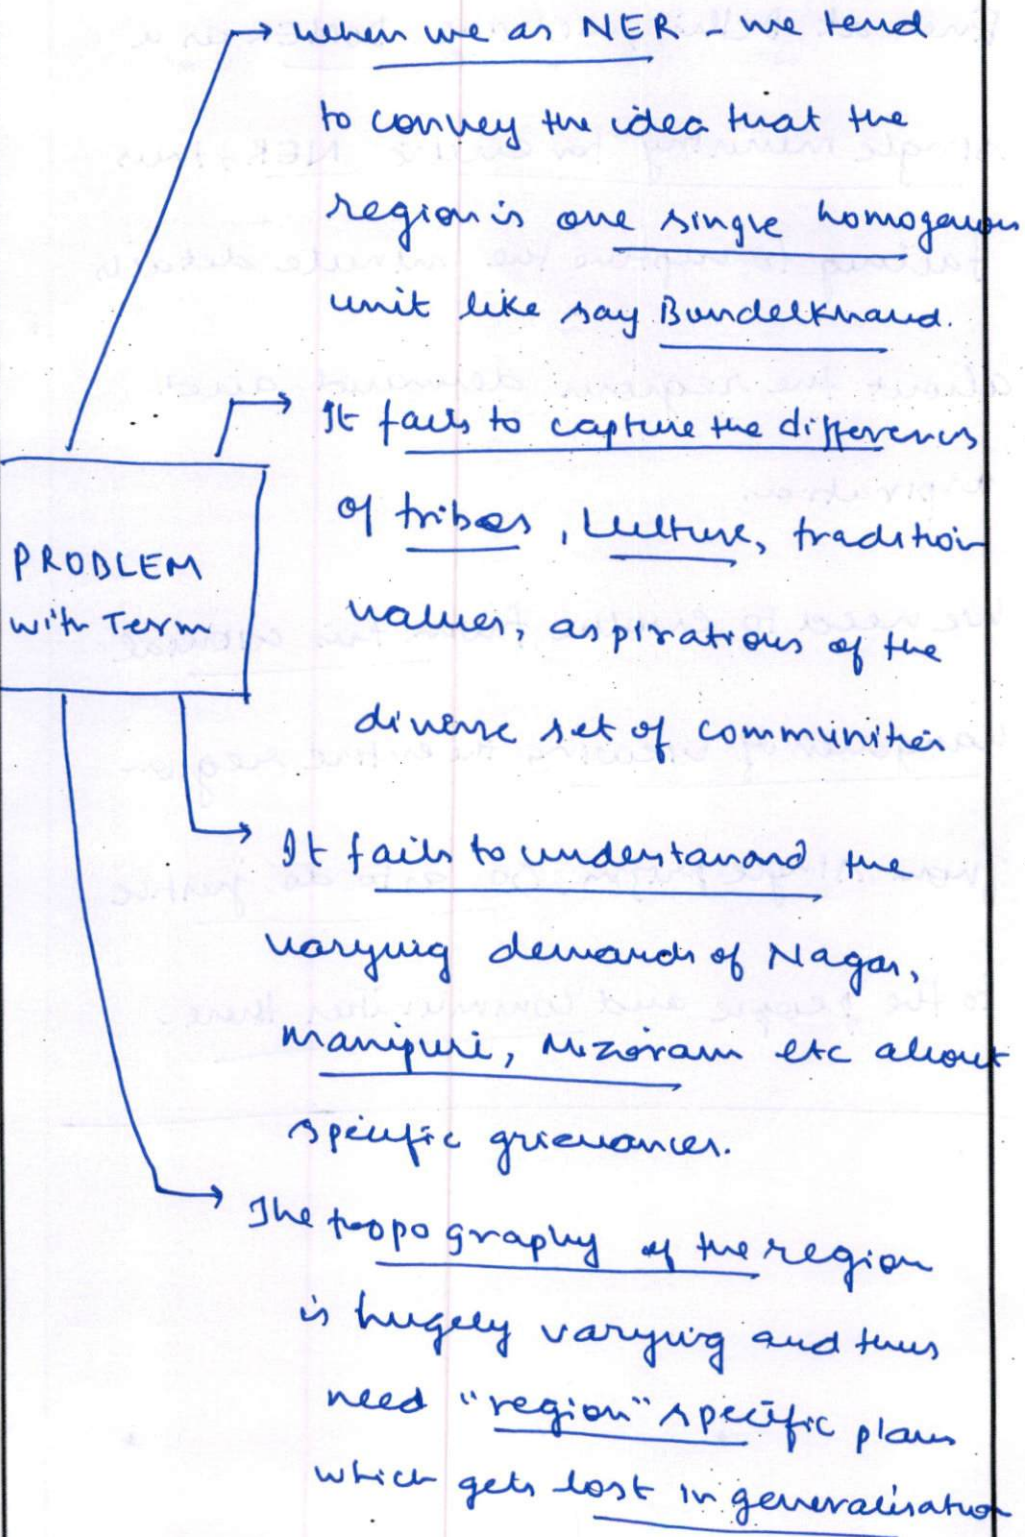 when we as NER - we tend
to convey the idea that the
region is one single homogenous
unit like say Bundelkhand.
It fails to capture the differences
of tribes, Culture, tradition
values, aspirations of the
diverse set of communities
PROBLEM
with Term
It fails to understanand the
varying demands of Nagas,
Manipuri, Mizoram etc about
specific grievances.
The topography of the region
is hugely varying and thus
need "region" specific plans
which gets lost in generalisation